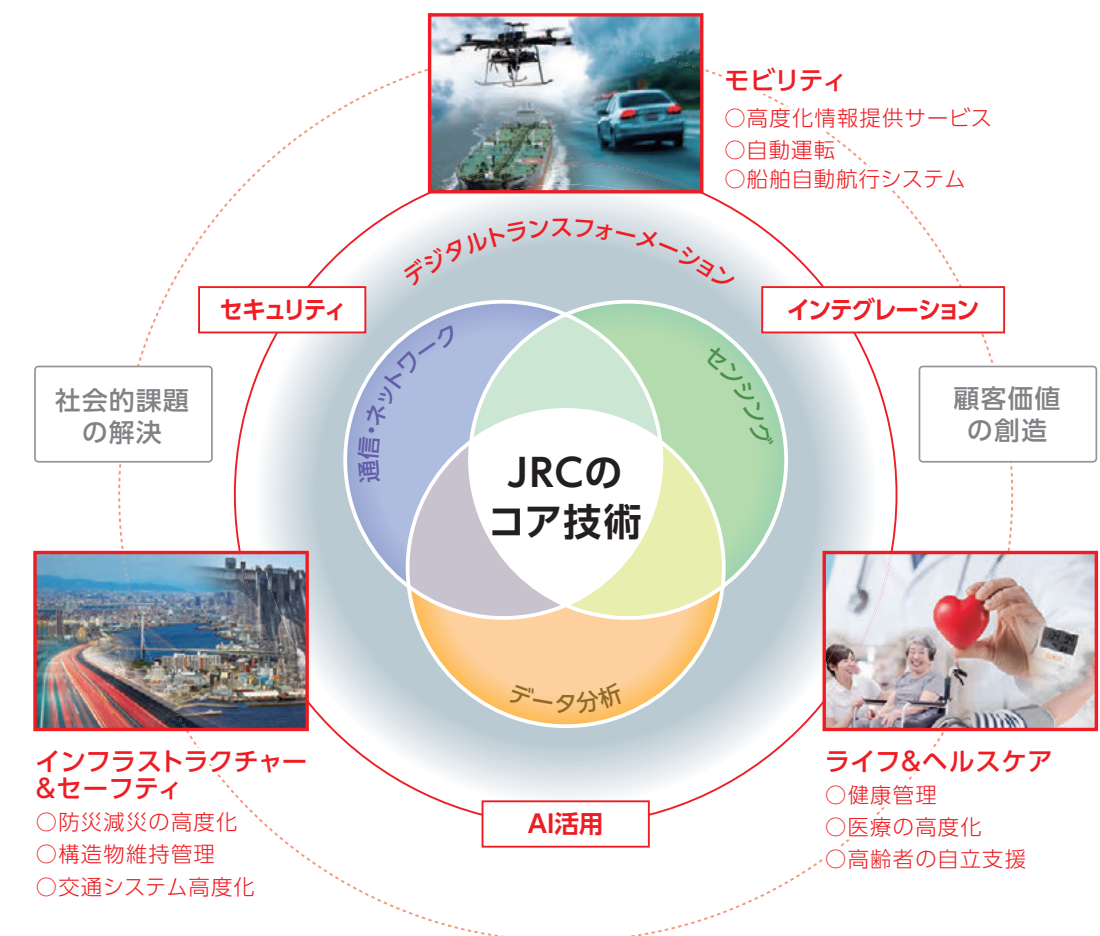 モビリティ
○高度化情報提供サービス
○自動運転
○船舶自動航行システム
デジタルトランスフォーメーション
セキュリティ
インテグレーション
通信・ネットワーク
センシング
社会的課題
の解決
顧客価値
の創造
JRCの
コア技術
データ分析
インフラストラクチャー
&セーフティ
○防災減災の高度化
○構造物維持管理
○交通システム高度化
ライフ&ヘルスケア
○健康管理
○医療の高度化
○高齢者の自立支援
AI活用